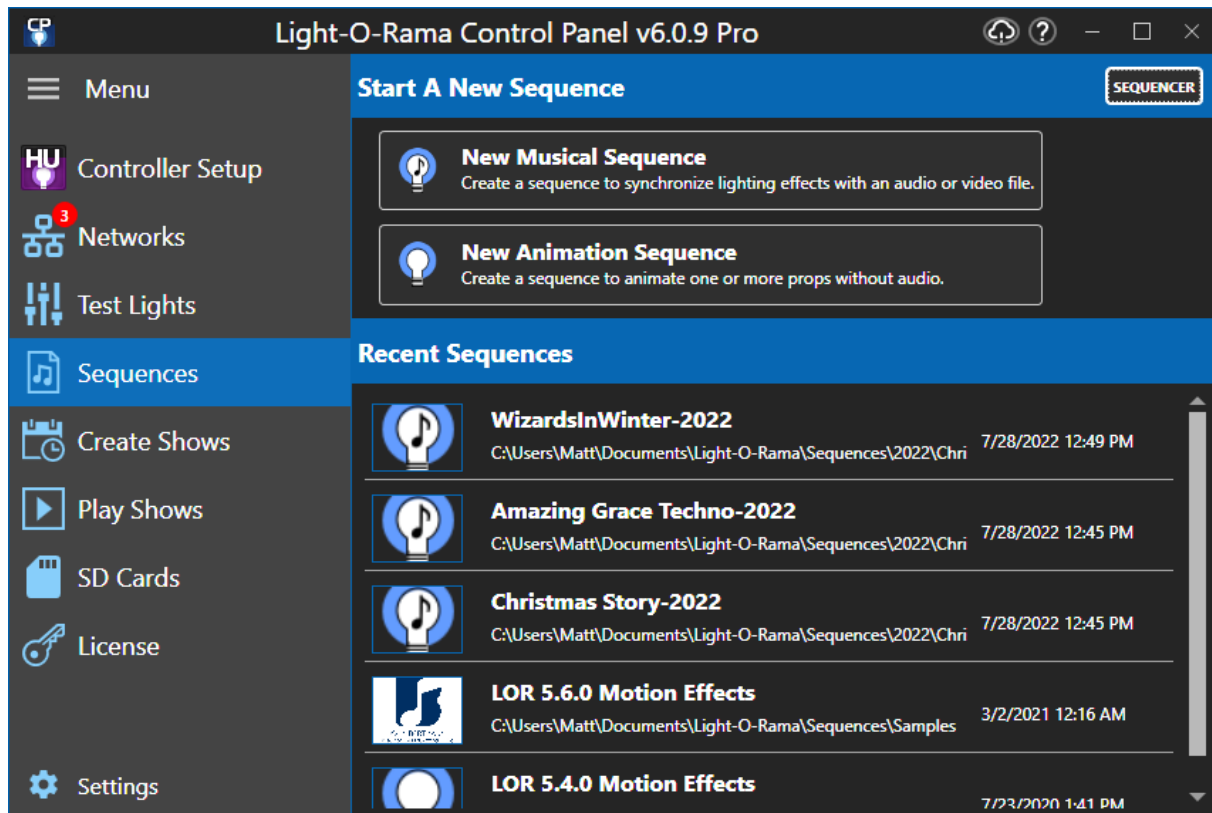 CP
Light-O-Rama Control Panel v6.0.9 Pro
?
Menu
Start A New Sequence
SEQUENCER
HU
Controller Setup
3
Networks
Test Lights
Sequences
Create Shows
Play Shows
SD Cards
License
Settings
New Musical Sequence
Create a sequence to synchronize lighting effects with an audio or video file.
New Animation Sequence
Create a sequence to animate one or more props without audio.
Recent Sequences
WizardsInWinter-2022
C:\Users\Matt\Documents\Light-O-Rama\Sequences\2022\Chri
7/28/2022 12:49 PM
Amazing Grace Techno-2022
C:\Users\Matt\Documents\Light-O-Rama\Sequences\2022\Chri
7/28/2022 12:45 PM
Christmas Story-2022
C:\Users\Matt\Documents\Light-O-Rama\Sequences\2022\Chri
7/28/2022 12:45 PM
LOR 5.6.0 Motion Effects
C:\Users\Matt\Documents\Light-O-Rama\Sequences\Samples
3/2/2021 12:16 AM
LOR 5.4.0 Motion Effects
7/23/2020 1:41 PM